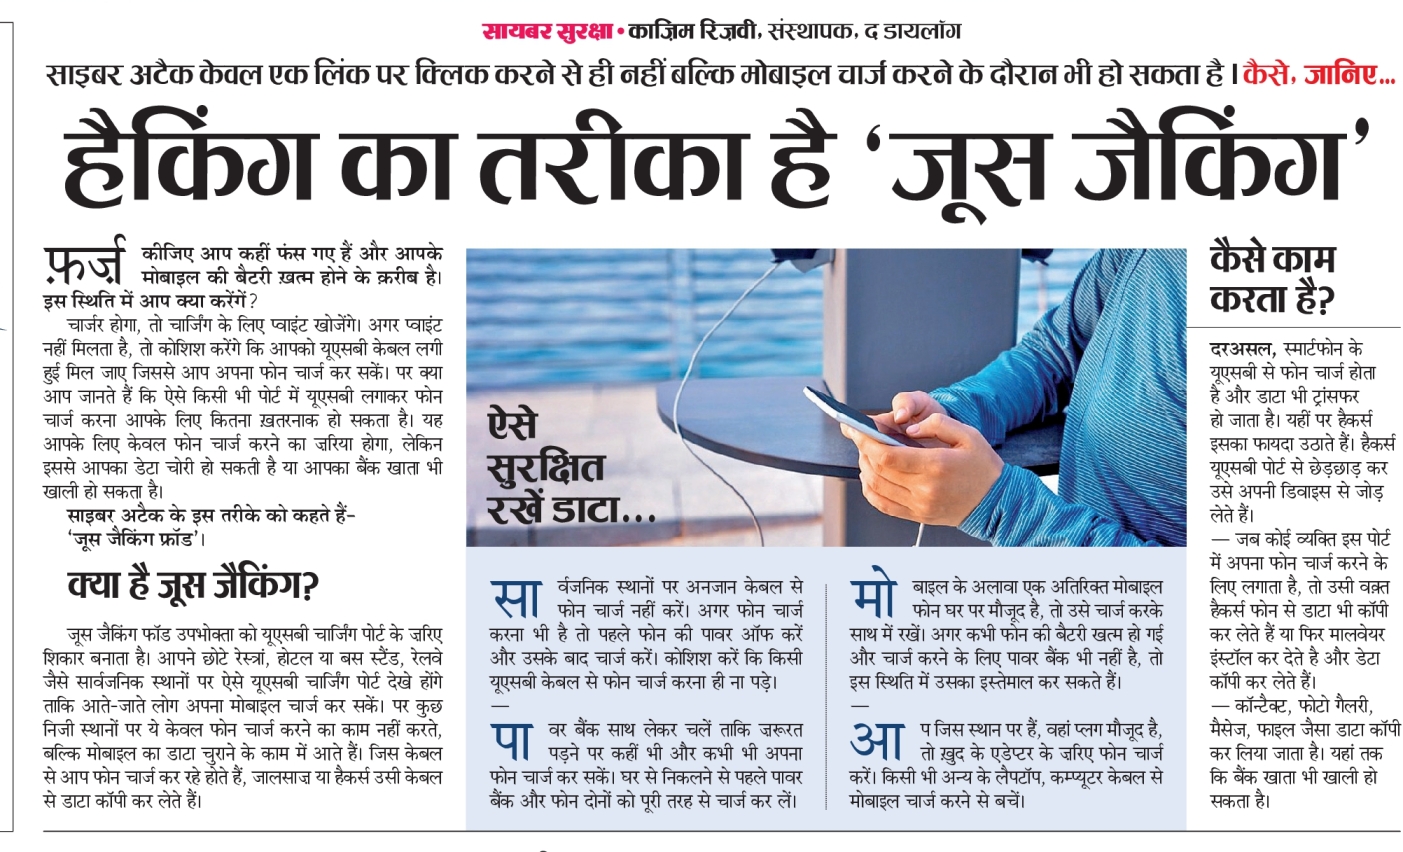 सायबर सुरक्षा • काज़िम रिज़वी, संस्थापक, द डायलॉग
साइबर अटैक केवल एक लिंक पर क्लिक करने से ही नहीं बल्कि मोबाइल चार्ज करने के दौरान भी हो सकता है। कैसे, जानिए...
हैकिंग का तरीका है ‘जूस जैकिंग’
फ़र्ज़ कीजिए आप कहीं फंस गए हैं और आपके
मोबाइल की बैटरी ख़त्म होने के क़रीब है।
इस स्थिति में आप क्या करेंगें?
चार्जर होगा, तो चार्जिंग के लिए प्वाइंट खोजेंगे। अगर प्वाइंट
नहीं मिलता है, तो कोशिश करेंगे कि आपको यूएसबी केबल लगी
हुई मिल जाए जिससे आप अपना फोन चार्ज कर सकें। पर क्या
आप जानते हैं कि ऐसे किसी भी पोर्ट में यूएसबी लगाकर फोन
चार्ज करना आपके लिए कितना ख़तरनाक हो सकता है। यह
आपके लिए केवल फोन चार्ज करने का ज़रिया होगा, लेकिन
इससे आपका डेटा चोरी हो सकती है या आपका बैंक खाता भी
खाली हो सकता है।
साइबर अटैक के इस तरीके को कहते हैं-
‘जूस जैकिंग फ्रॉड’।
क्या है जूस जैकिंग?
जूस जैकिंग फॉड उपभोक्ता को यूएसबी चार्जिंग पोर्ट के ज़रिए
शिकार बनाता है। आपने छोटे रेस्त्रां, होटल या बस स्टैंड, रेलवे
जैसे सार्वजनिक स्थानों पर ऐसे यूएसबी चार्जिंग पोर्ट देखे होंगे
ताकि आते-जाते लोग अपना मोबाइल चार्ज कर सकें। पर कुछ
निजी स्थानों पर ये केवल फोन चार्ज करने का काम नहीं करते,
बल्कि मोबाइल का डाटा चुराने के काम में आते हैं। जिस केबल
से आप फोन चार्ज कर रहे होते हैं, जालसाज़ या हैकर्स उसी केबल
से डाटा कॉपी कर लेते हैं।
ऐसे
सुरक्षित
रखें डाटा...
सार्वजनिक स्थानों पर अनजान केबल से
फोन चार्ज नहीं करें। अगर फोन चार्ज
करना भी है तो पहले फोन की पावर ऑफ करें
और उसके बाद चार्ज करें। कोशिश करें कि किसी
यूएसबी केबल से फोन चार्ज करना ही ना पड़े।
—
पावर बैंक साथ लेकर चलें ताकि ज़रूरत
पड़ने पर कहीं भी और कभी भी अपना
फोन चार्ज कर सकें। घर से निकलने से पहले पावर
बैंक और फोन दोनों को पूरी तरह से चार्ज कर लें।
मोबाइल के अलावा एक अतिरिक्त मोबाइल
फोन घर पर मौजूद है, तो उसे चार्ज करके
साथ में रखें। अगर कभी फोन की बैटरी खत्म हो गई
और चार्ज करने के लिए पावर बैंक भी नहीं है, तो
इस स्थिति में उसका इस्तेमाल कर सकते हैं।
—
आप जिस स्थान पर हैं, वहां प्लग मौजूद है,
तो ख़ुद के एडेप्टर के ज़रिए फोन चार्ज
करें। किसी भी अन्य के लैपटॉप, कम्प्यूटर केबल से
मोबाइल चार्ज करने से बचें।
कैसे काम
करता है?
दरअसल, स्मार्टफोन के
यूएसबी से फोन चार्ज होता
है और डाटा भी ट्रांसफर
हो जाता है। यहीं पर हैकर्स
इसका फायदा उठाते हैं। हैकर्स
यूएसबी पोर्ट से छेड़छाड़ कर
उसे अपनी डिवाइस से जोड़
लेते हैं।
— जब कोई व्यक्ति इस पोर्ट
में अपना फोन चार्ज करने के
लिए लगाता है, तो उसी वक़्त
हैकर्स फोन से डाटा भी कॉपी
कर लेते हैं या फिर मालवेयर
इंस्टॉल कर देते है और डेटा
कॉपी कर लेते हैं।
— कॉन्टैक्ट, फोटो गैलरी,
मैसेज, फाइल जैसा डाटा कॉपी
कर लिया जाता है। यहां तक
कि बैंक खाता भी खाली हो
सकता है।